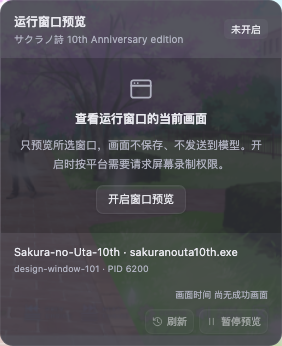 运行窗口预览
未开启
サクラノ詩 10th Anniversary edition
查看运行窗口的当前画面
只预览所选窗口，画面不保存、不发送到模型。开
启时按平台需要请求屏幕录制权限。
开启窗口预览
Sakura-no-Uta-10th · sakuranouta10th.exe
design-window-101 · PID 6200
画面时间 尚无成功画面
刷新
暂停预览